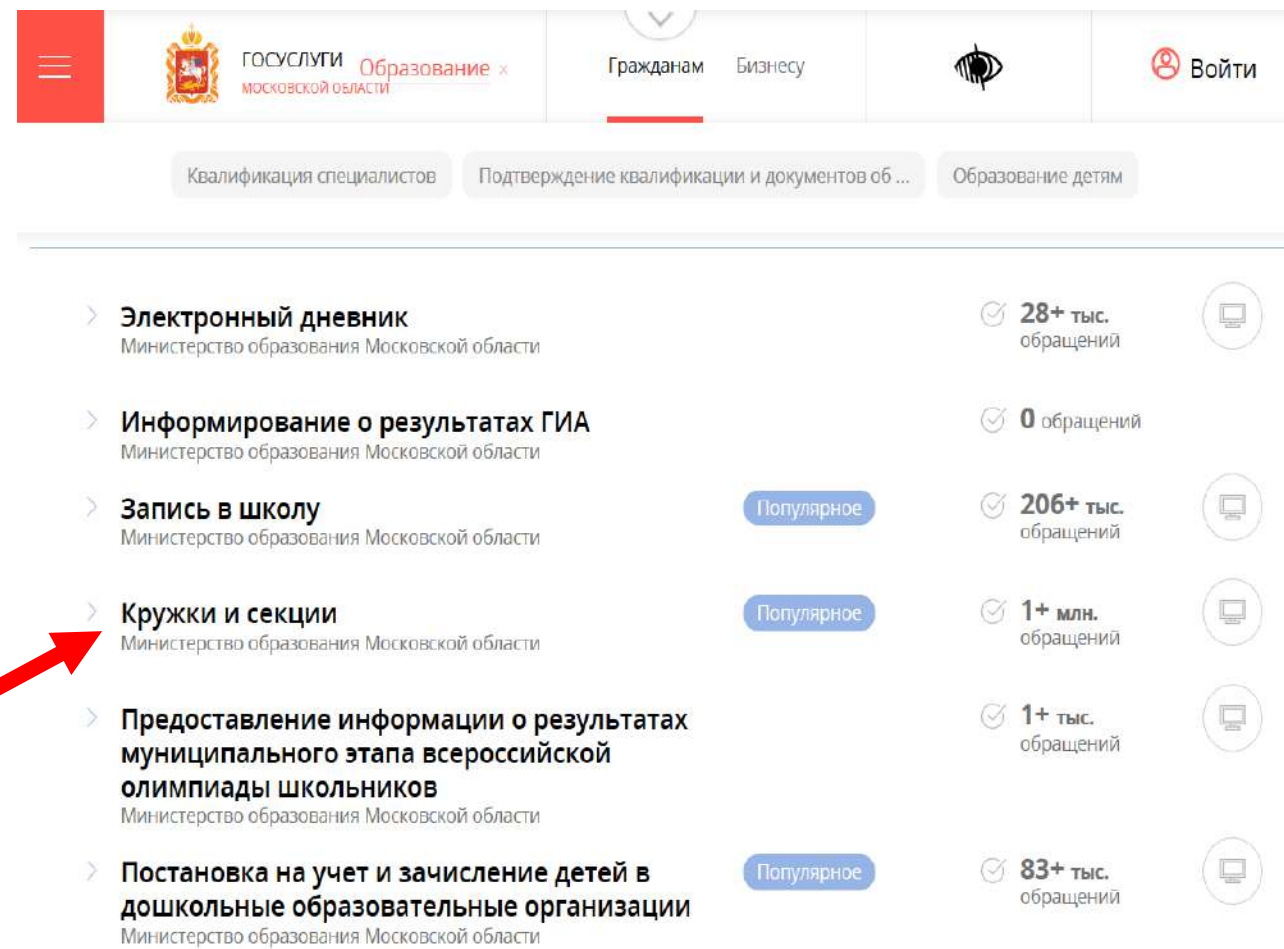 ГОСУСЛУГИ
МОСКОВСКОЙ ОБЛАСТИ
Образование ×
Гражданам
Бизнесу
Войти
Квалификация специалистов
Подтверждение квалификации и документов об ...
Образование детям
Электронный дневник
Министерство образования Московской области
28+ тыс.
обращений
Информирование о результатах ГИА
Министерство образования Московской области
0 обращений
Запись в школу
Министерство образования Московской области
Популярное
206+ тыс.
обращений
Кружки и секции
Министерство образования Московской области
Популярное
1+ млн.
обращений
Предоставление информации о результатах
муниципального этапа всероссийской
олимпиады школьников
Министерство образования Московской области
1+ тыс.
обращений
Постановка на учет и зачисление детей в
дошкольные образовательные организации
Министерство образования Московской области
Популярное
83+ тыс.
обращений